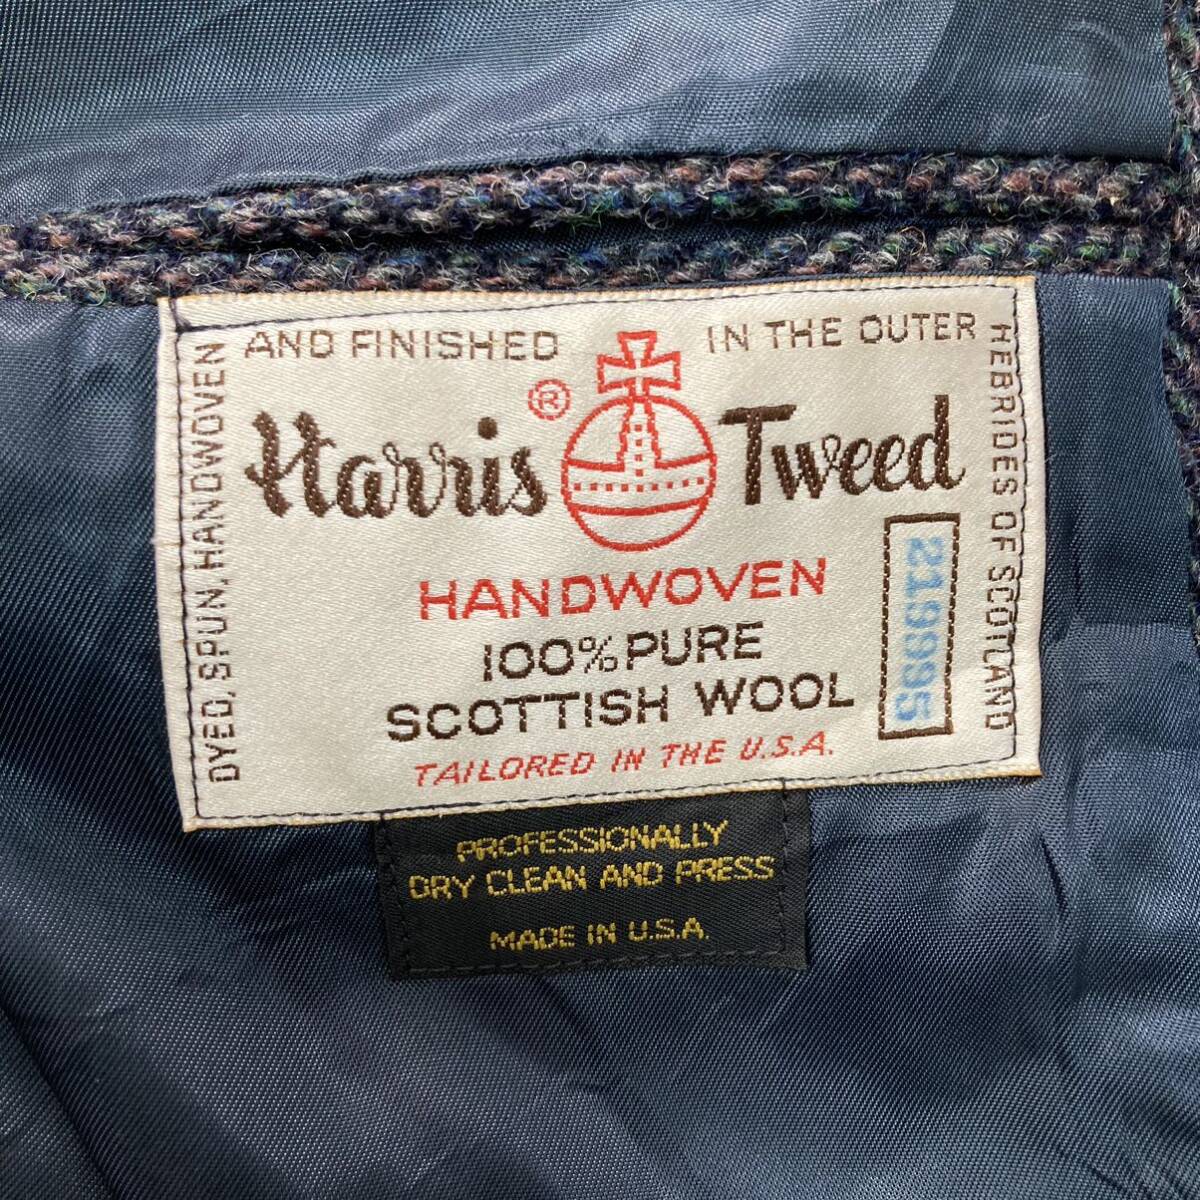 DYED, SPUN, HANDWOVEN
AND FINISHED
IN THE OUTER
HEBRIDES OF SCOTLAND
Harris ® Tweed
HANDWOVEN
100% PURE
SCOTTISH WOOL
TAILORED IN THE U.S.A.
219995
PROFESSIONALLY
DRY CLEAN AND PRESS
MADE IN U.S.A.